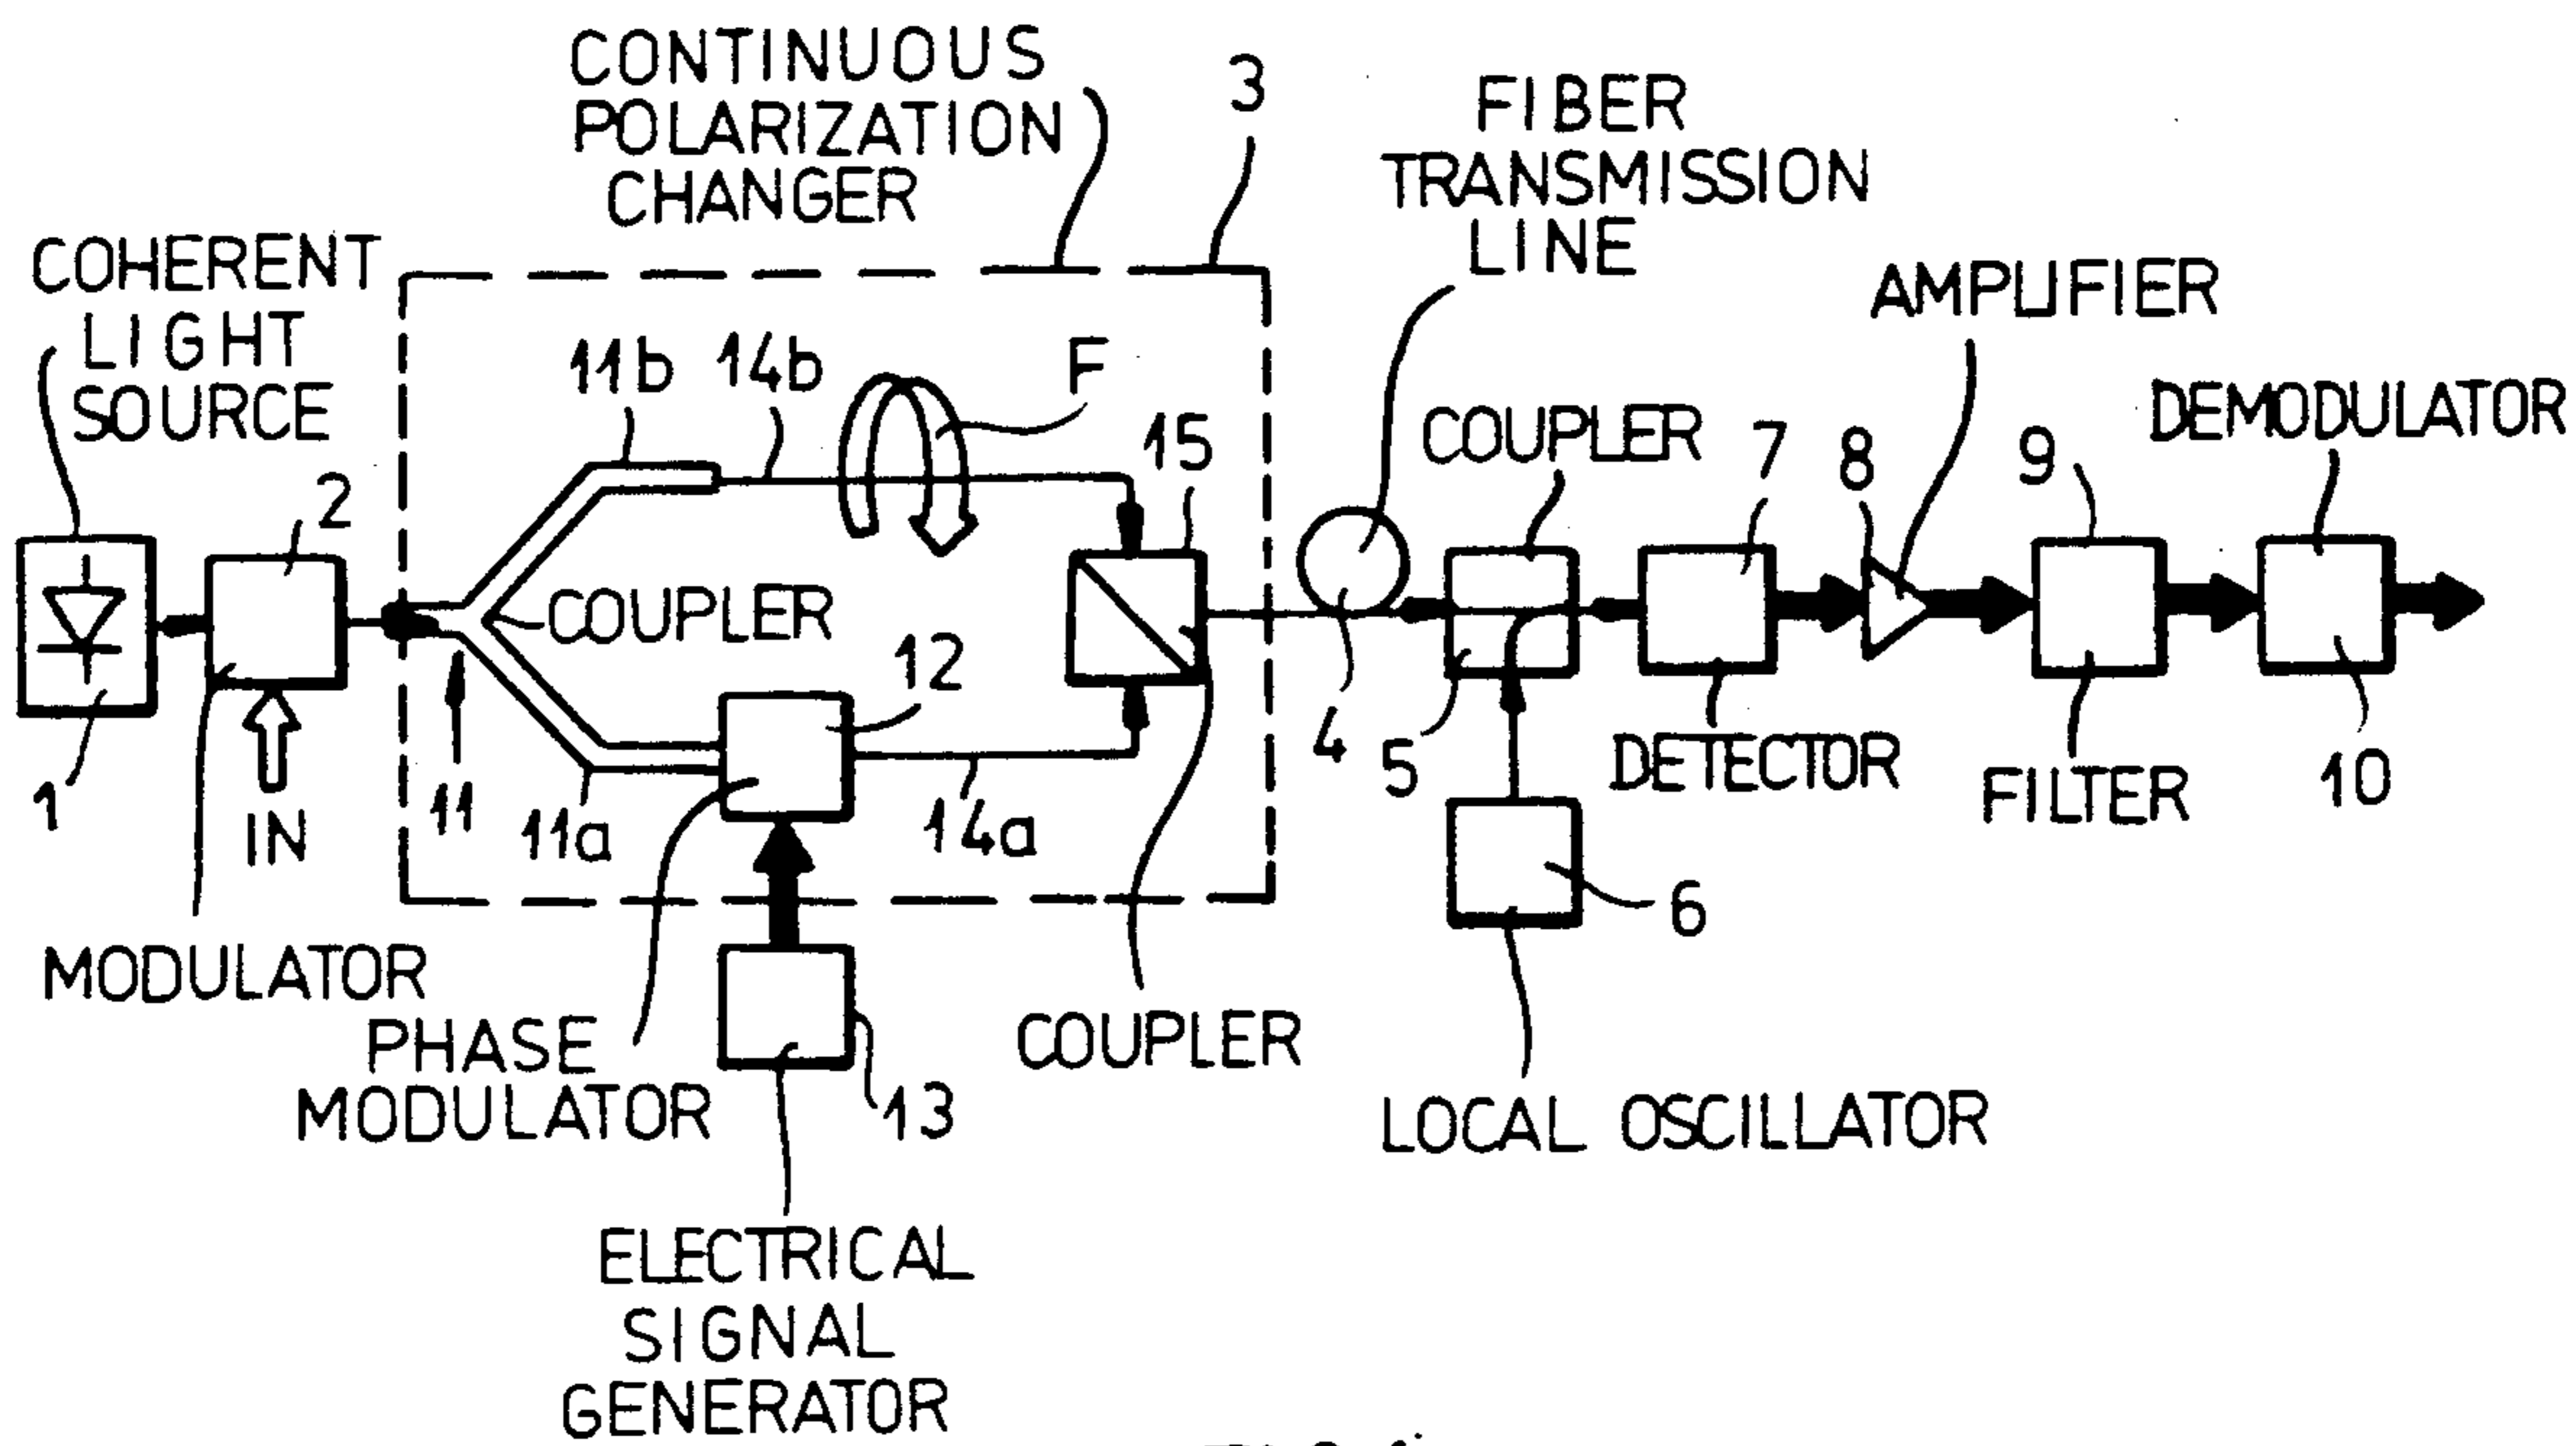 CONTINUOUS
POLARIZATION
CHANGER
3
FIBER
TRANSMISSION
LINE
COHERENT
LIGHT
SOURCE
AMPLIFIER
11b
14b
F
15
COUPLER
7
8
9
DEMODULATOR
2
COUPLER
12
1
IN
11
11a
14a
4
5
DETECTOR
FILTER
10
6
MODULATOR
PHASE
MODULATOR
13
COUPLER
LOCAL OSCILLATOR
ELECTRICAL
SIGNAL
GENERATOR